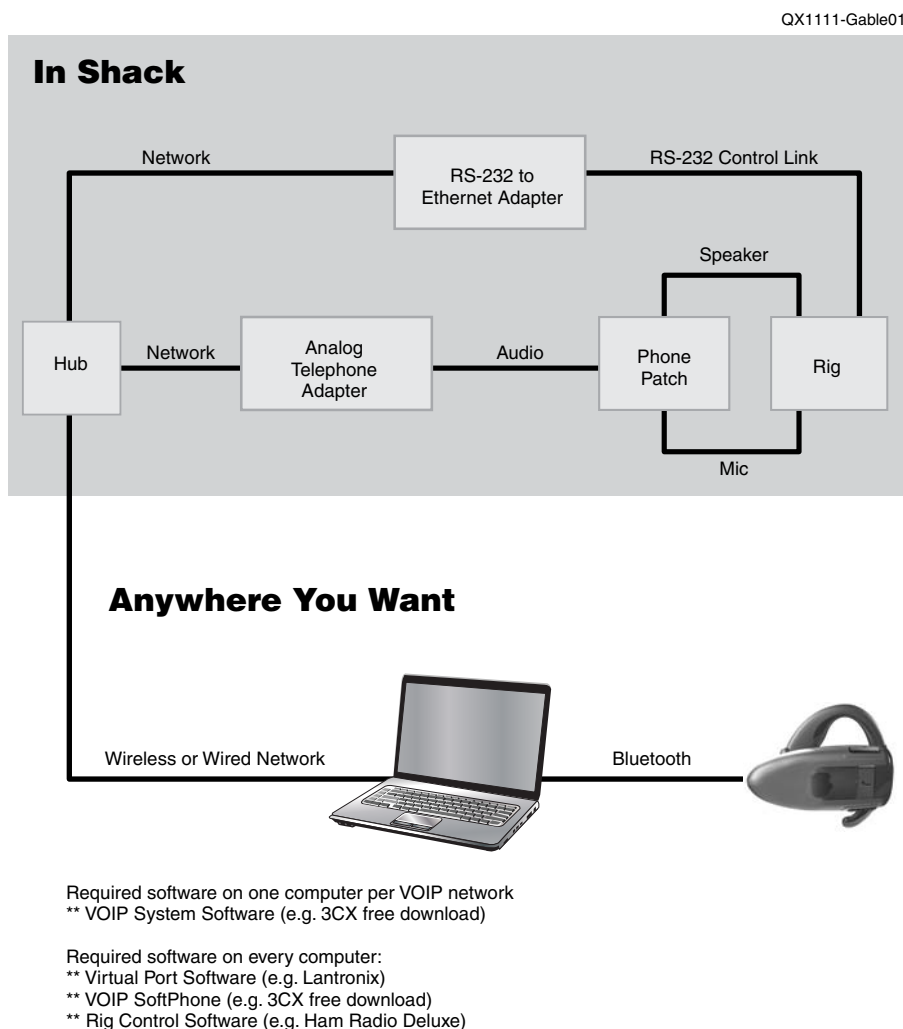 QX1111-Gable01
In Shack
Network
RS-232 to
Ethernet Adapter
RS-232 Control Link
Speaker
Hub
Network
Analog
Telephone
Adapter
Audio
Phone
Patch
Rig
Mic
Anywhere You Want
Wireless or Wired Network
Bluetooth
Required software on one computer per VOIP network
** VOIP System Software (e.g. 3CX free download)
Required software on every computer:
** Virtual Port Software (e.g. Lantronix)
** VOIP SoftPhone (e.g. 3CX free download)
** Rig Control Software (e.g. Ham Radio Deluxe)